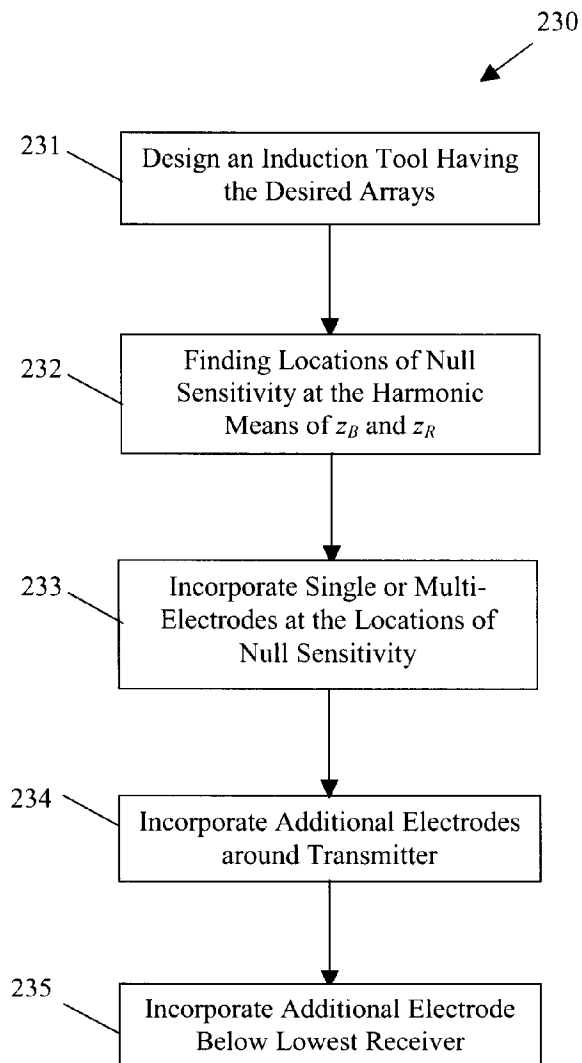 230
231
Design an Induction Tool Having
the Desired Arrays
232
Finding Locations of Null
Sensitivity at the Harmonic
Means of z_B and z_R
233
Incorporate Single or Multi-
Electrodes at the Locations of
Null Sensitivity
234
Incorporate Additional Electrodes
around Transmitter
235
Incorporate Additional Electrode
Below Lowest Receiver